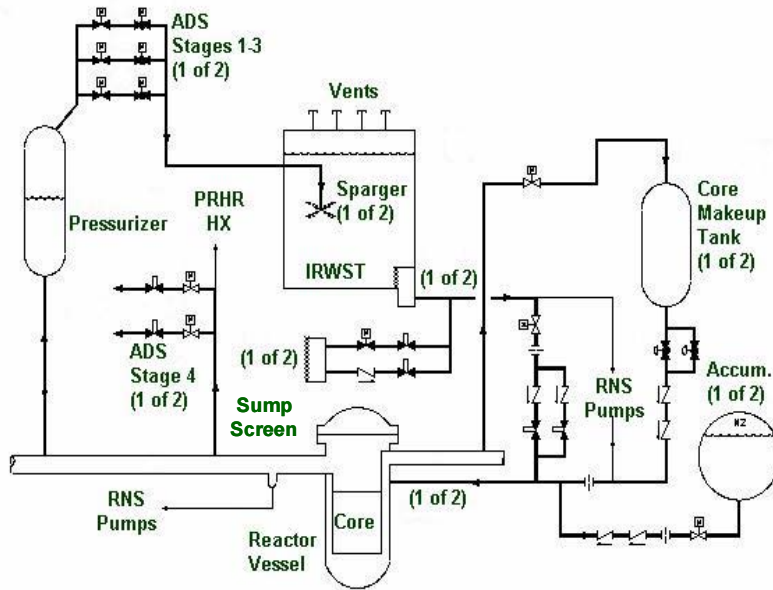 ADS
Stages 1-3
(1 of 2)
Vents
Pressurizer
PRHR
HX
Sparger
(1 of 2)
IRWST
(1 of 2)
Core
Makeup
Tank
(1 of 2)
(1 of 2)
ADS
Stage 4
(1 of 2)
RNS
Pumps
Accum.
(1 of 2)
N2
Sump
Screen
RNS
Pumps
(1 of 2)
Core
Reactor
Vessel